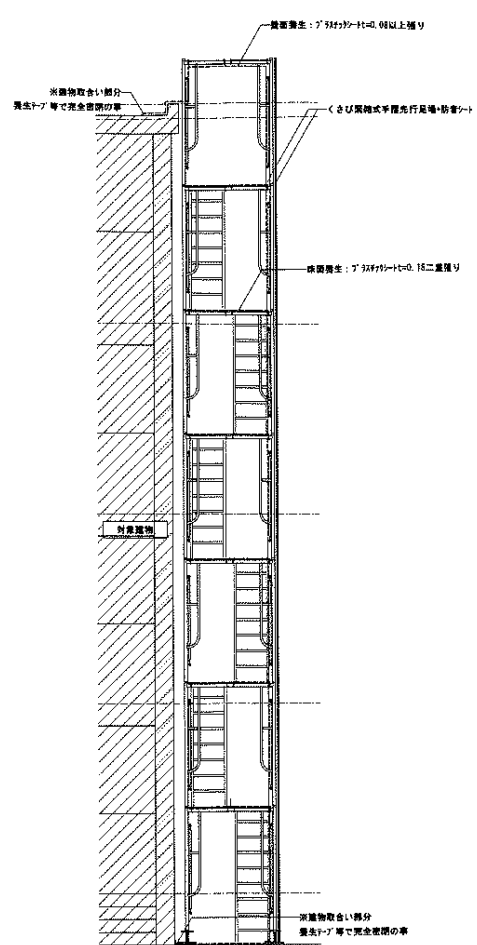 壁面養生：ﾌﾟﾗｽﾁｯｸｼｰﾄt=0.08以上張り
※建物取合い部分
養生ﾃｰﾌﾟ等で完全密閉の事
くさび緊結式手摺先行足場+防音ｼｰﾄ
床面養生：ﾌﾟﾗｽﾁｯｸｼｰﾄt=0.15二重張り
対象建物
※建物取合い部分
養生ﾃｰﾌﾟ等で完全密閉の事